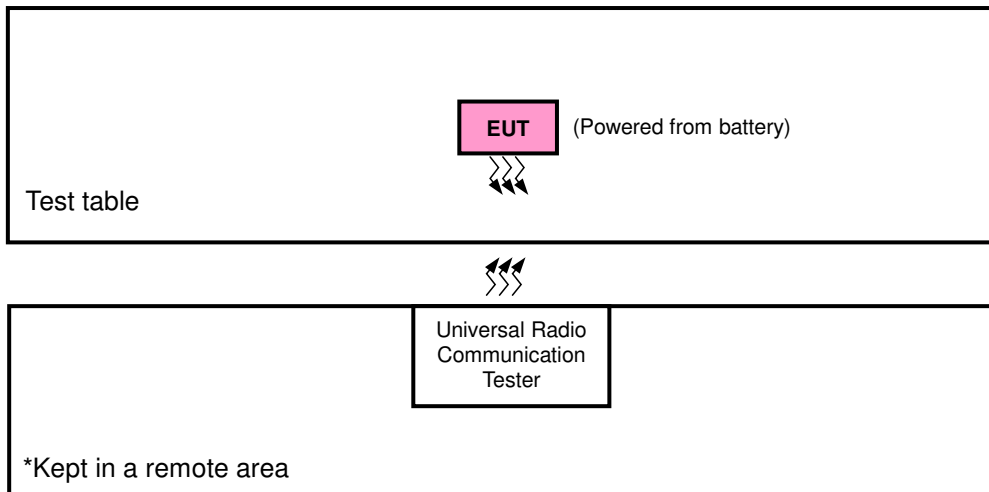 EUT
(Powered from battery)
Test table
Universal Radio
Communication
Tester
*Kept in a remote area